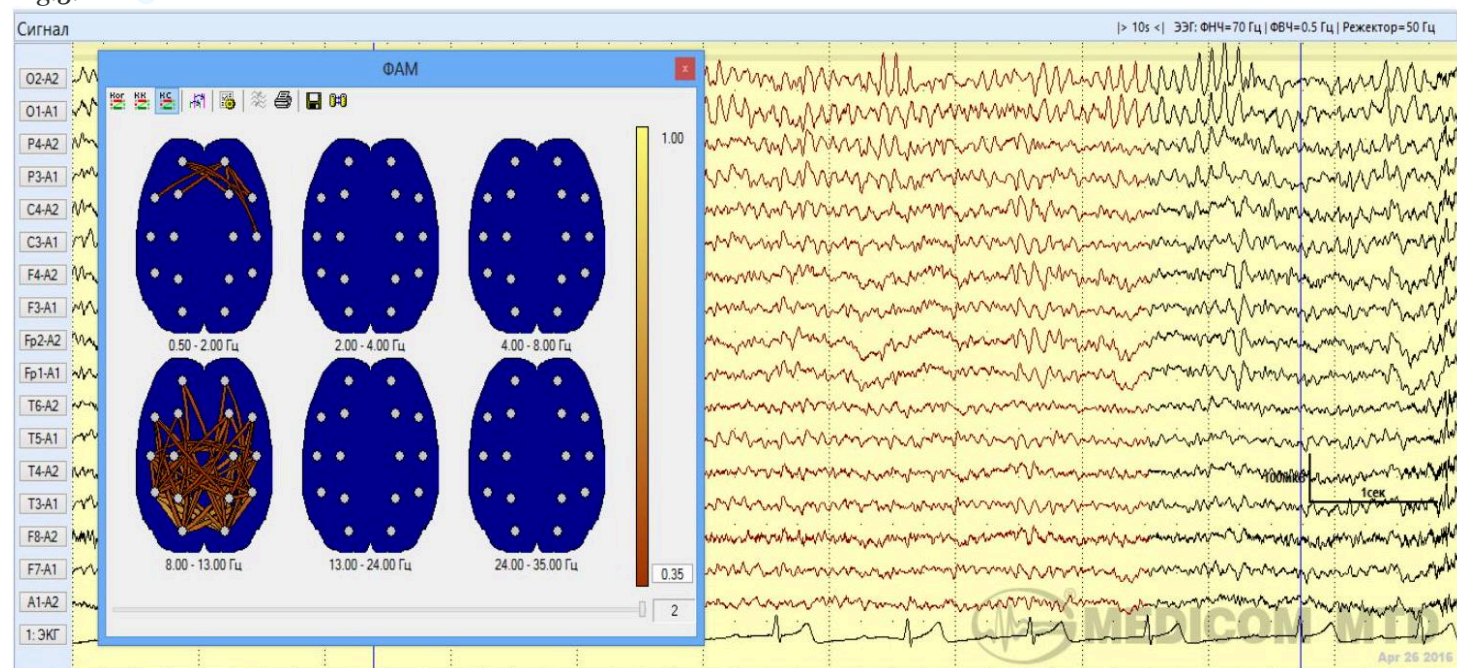 Сигнал
|> 10s <| ЭЭГ: ФНЧ=70 Гц | ФВЧ=0.5 Гц | Режектор=50 Гц
ФАМ
x
Ког
КК
КС
O2-A2
O1-A1
P4-A2
P3-A1
C4-A2
C3-A1
F4-A2
F3-A1
Fp2-A2
Fp1-A1
T6-A2
T5-A1
T4-A2
T3-A1
F8-A2
F7-A1
A1-A2
1: ЭКГ
1.00
0.50 - 2.00 Гц
2.00 - 4.00 Гц
4.00 - 8.00 Гц
8.00 - 13.00 Гц
13.00 - 24.00 Гц
24.00 - 35.00 Гц
0.35
2
100мкВ
1сек
MEDICOM MTD
Apr 26 2016